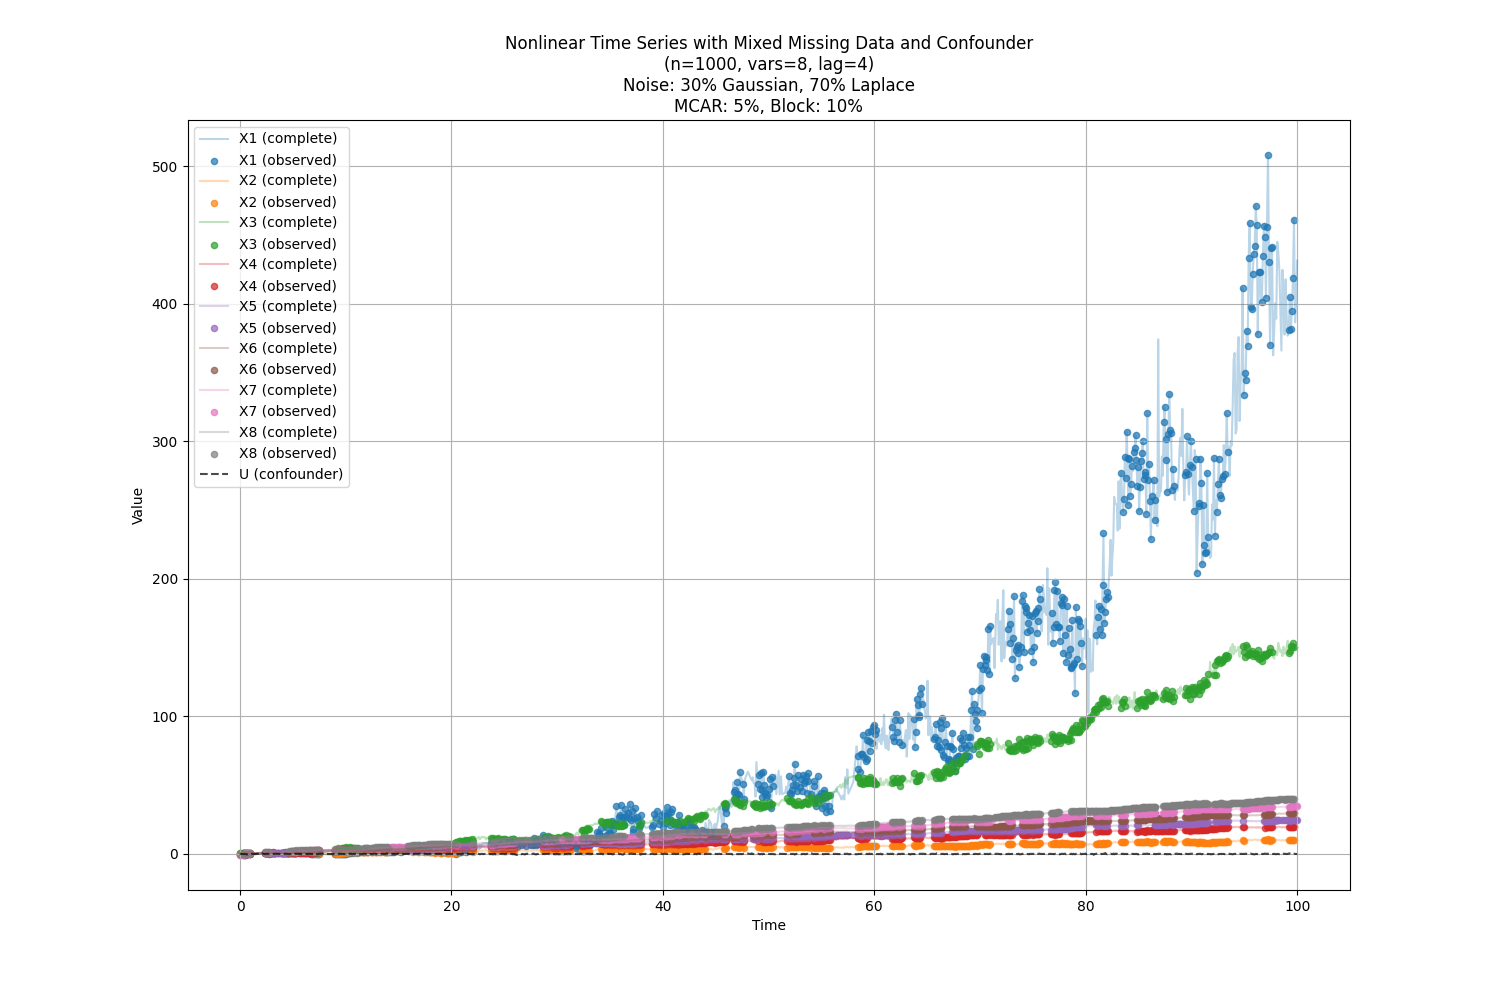 Nonlinear Time Series with Mixed Missing Data and Confounder
(n=1000, vars=8, lag=4)
Noise: 30% Gaussian, 70% Laplace
MCAR: 5%, Block: 10%
X1 (complete)
X1 (observed)
X2 (complete)
X2 (observed)
X3 (complete)
X3 (observed)
X4 (complete)
X4 (observed)
X5 (complete)
X5 (observed)
X6 (complete)
X6 (observed)
X7 (complete)
X7 (observed)
X8 (complete)
X8 (observed)
U (confounder)
500
400
300
200
100
0
Value
0 20 40 60 80 100
Time